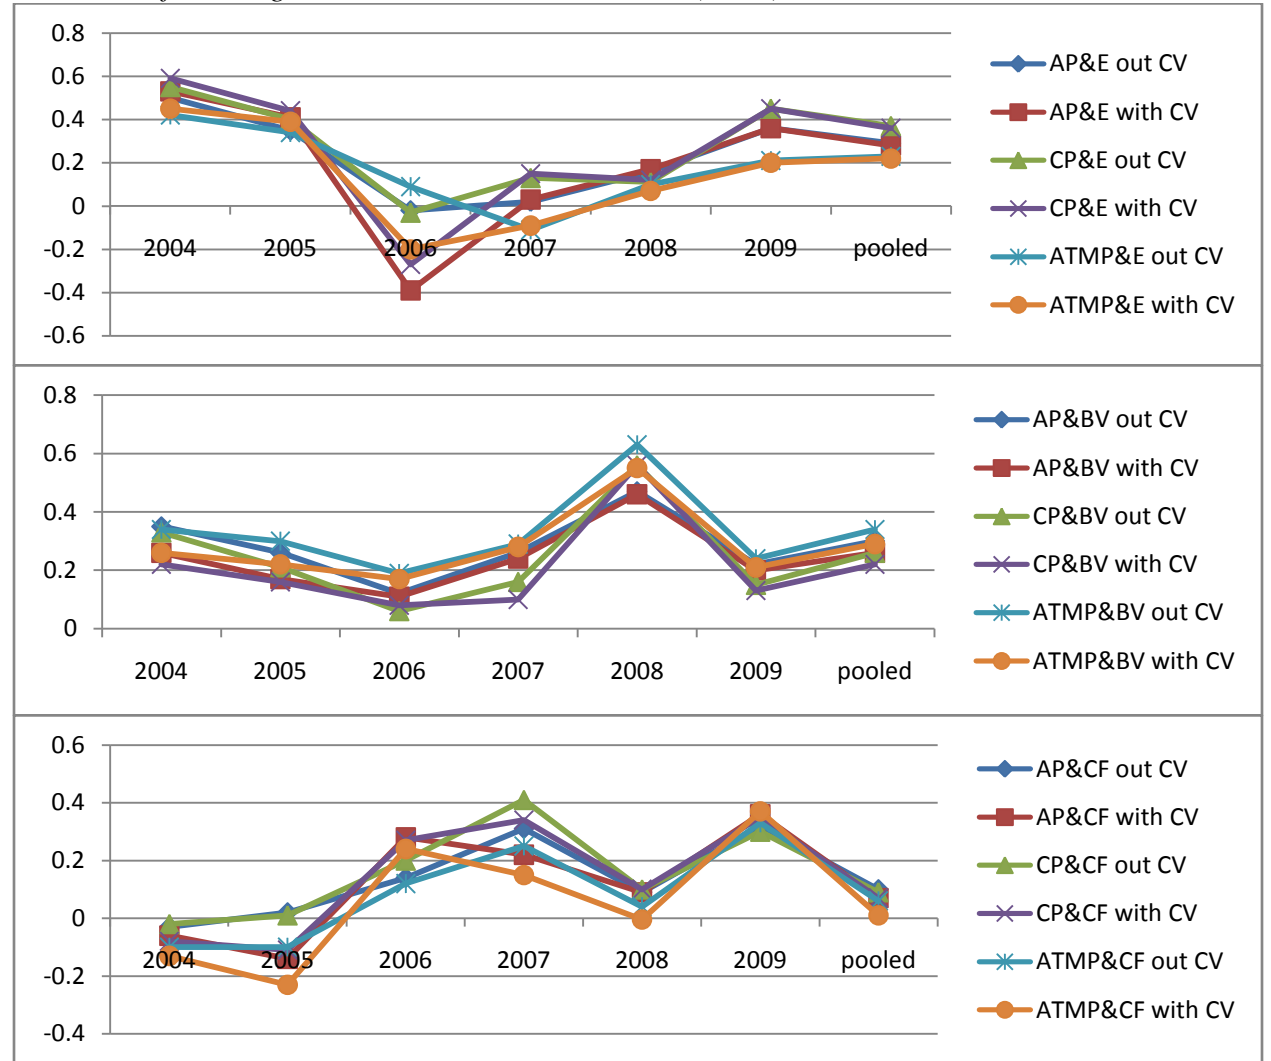 0.8
0.6
0.4
0.2
0
-0.2
-0.4
-0.6
2004 2005 2006 2007 2008 2009 pooled
AP&E out CV
AP&E with CV
CP&E out CV
CP&E with CV
ATMP&E out CV
ATMP&E with CV
0.8
0.6
0.4
0.2
0
2004 2005 2006 2007 2008 2009 pooled
AP&BV out CV
AP&BV with CV
CP&BV out CV
CP&BV with CV
ATMP&BV out CV
ATMP&BV with CV
0.6
0.4
0.2
0
-0.2
-0.4
2004 2005 2006 2007 2008 2009 pooled
AP&CF out CV
AP&CF with CV
CP&CF out CV
CP&CF with CV
ATMP&CF out CV
ATMP&CF with CV